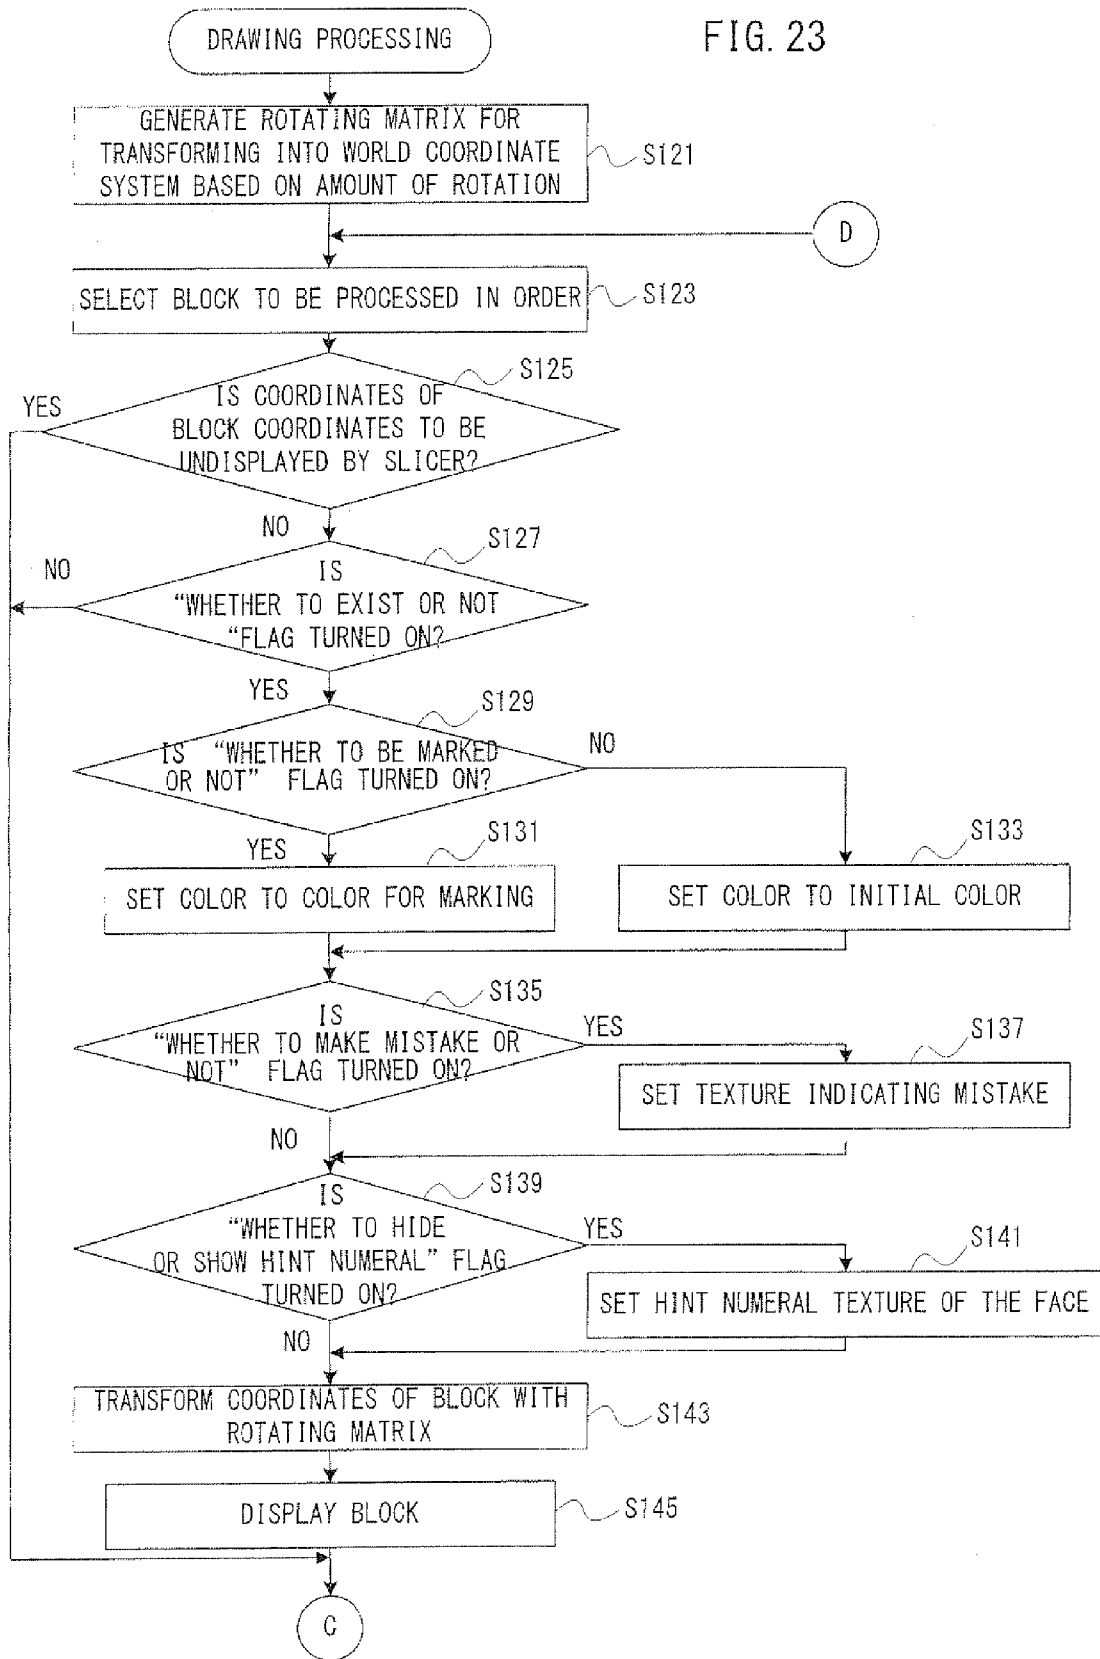 DRAWING PROCESSING
FIG. 23
GENERATE ROTATING MATRIX FOR
TRANSFORMING INTO WORLD COORDINATE
SYSTEM BASED ON AMOUNT OF ROTATION
S121
D
SELECT BLOCK TO BE PROCESSED IN ORDER
S123
S125
YES
IS COORDINATES OF
BLOCK COORDINATES TO BE
UNDISPLAYED BY SLICER?
NO
S127
NO
IS
“WHETHER TO EXIST OR NOT
“FLAG TURNED ON?
YES
S129
IS “WHETHER TO BE MARKED
OR NOT” FLAG TURNED ON?
NO
YES
S131
S133
SET COLOR TO COLOR FOR MARKING
SET COLOR TO INITIAL COLOR
S135
IS
“WHETHER TO MAKE MISTAKE OR
NOT” FLAG TURNED ON?
YES
S137
SET TEXTURE INDICATING MISTAKE
NO
S139
IS
“WHETHER TO HIDE
OR SHOW HINT NUMERAL” FLAG
TURNED ON?
YES
S141
SET HINT NUMERAL TEXTURE OF THE FACE
NO
TRANSFORM COORDINATES OF BLOCK WITH
ROTATING MATRIX
S143
DISPLAY BLOCK
S145
C